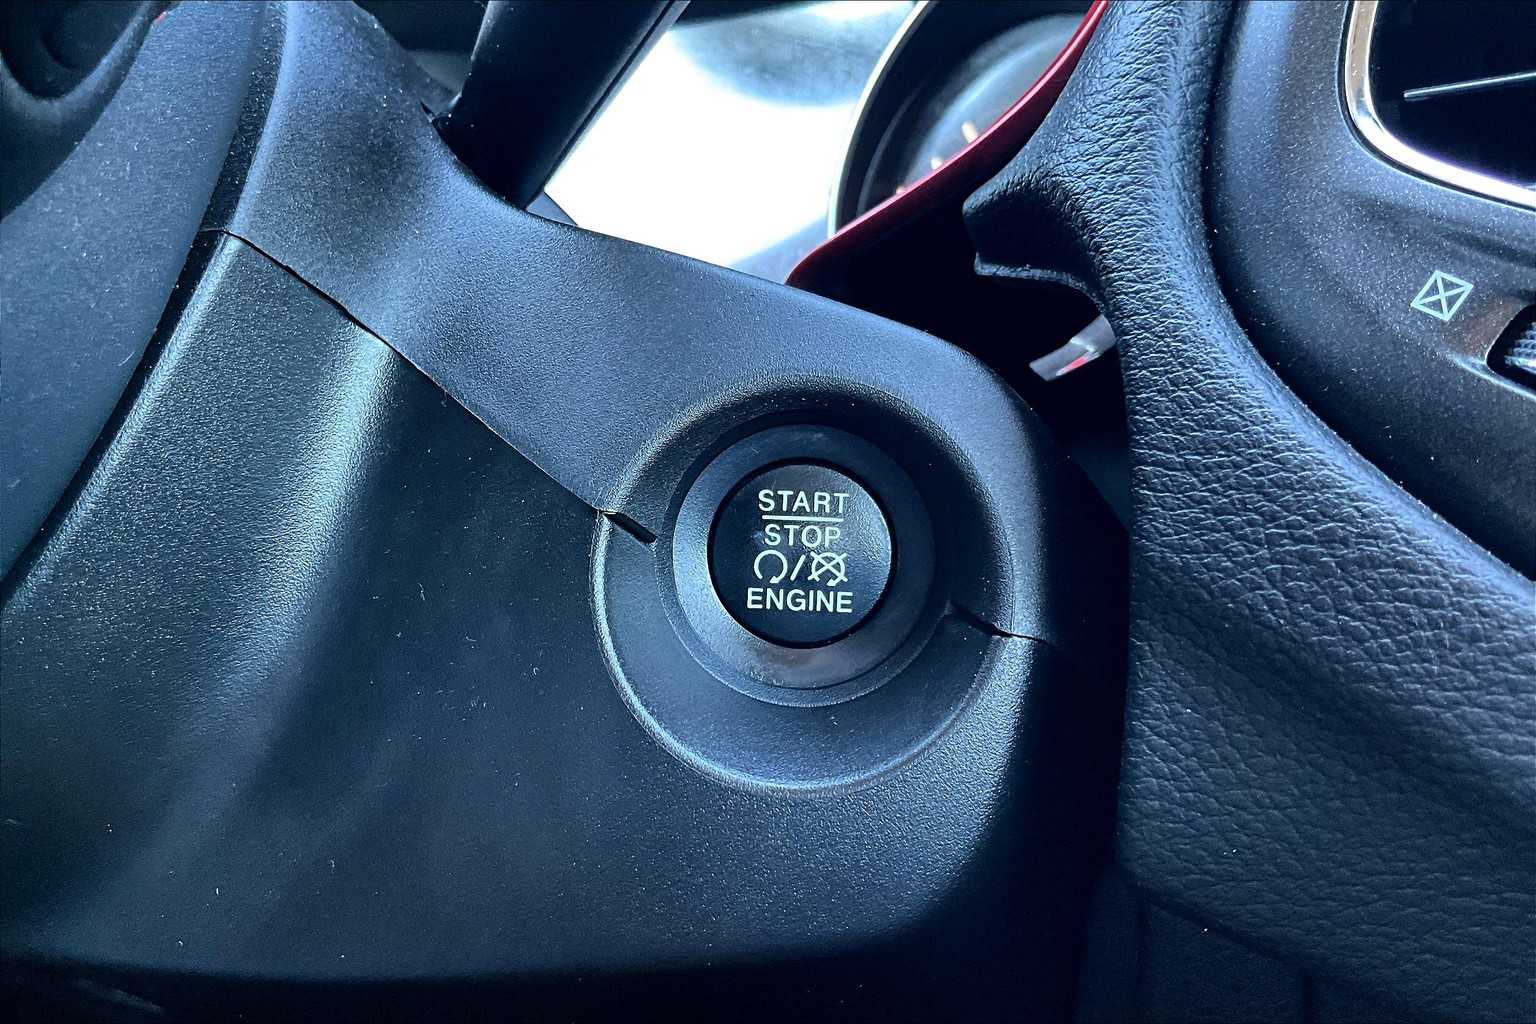 START
STOP
/
ENGINE